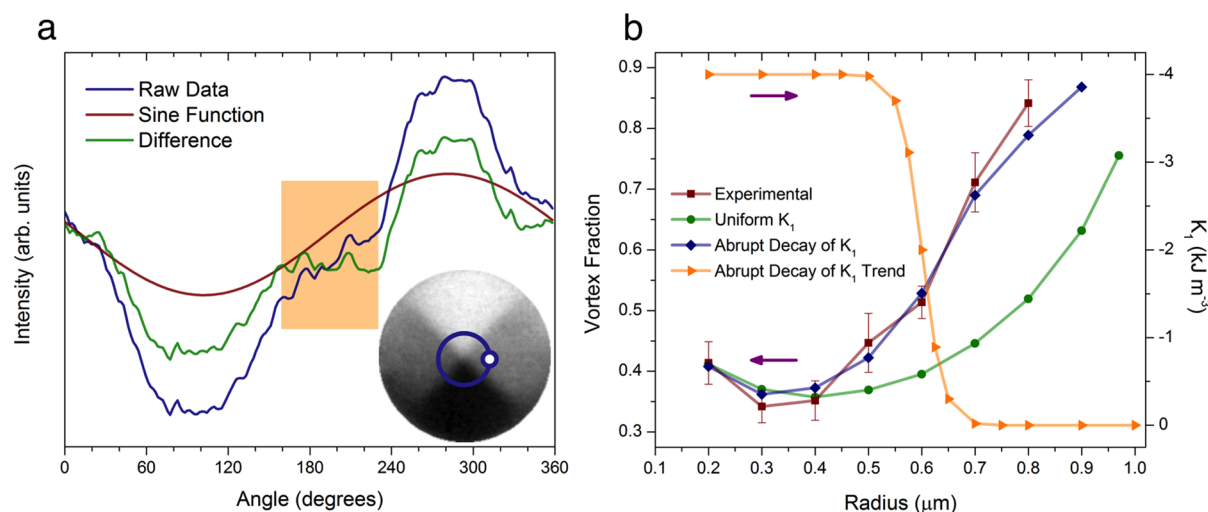 a
Raw Data
Sine Function
Difference
Intensity (arb. units)
0 60 120 180 240 300 360
Angle (degrees)
b
0.9
0.8
0.7
0.6
0.5
0.4
0.3
Vortex Fraction
Experimental
Uniform K1
Abrupt Decay of K1
Abrupt Decay of K1 Trend
-4
-3
-2
-1
0
K1 (kJ m-3)
0.1 0.2 0.3 0.4 0.5 0.6 0.7 0.8 0.9 1.0
Radius (μm)